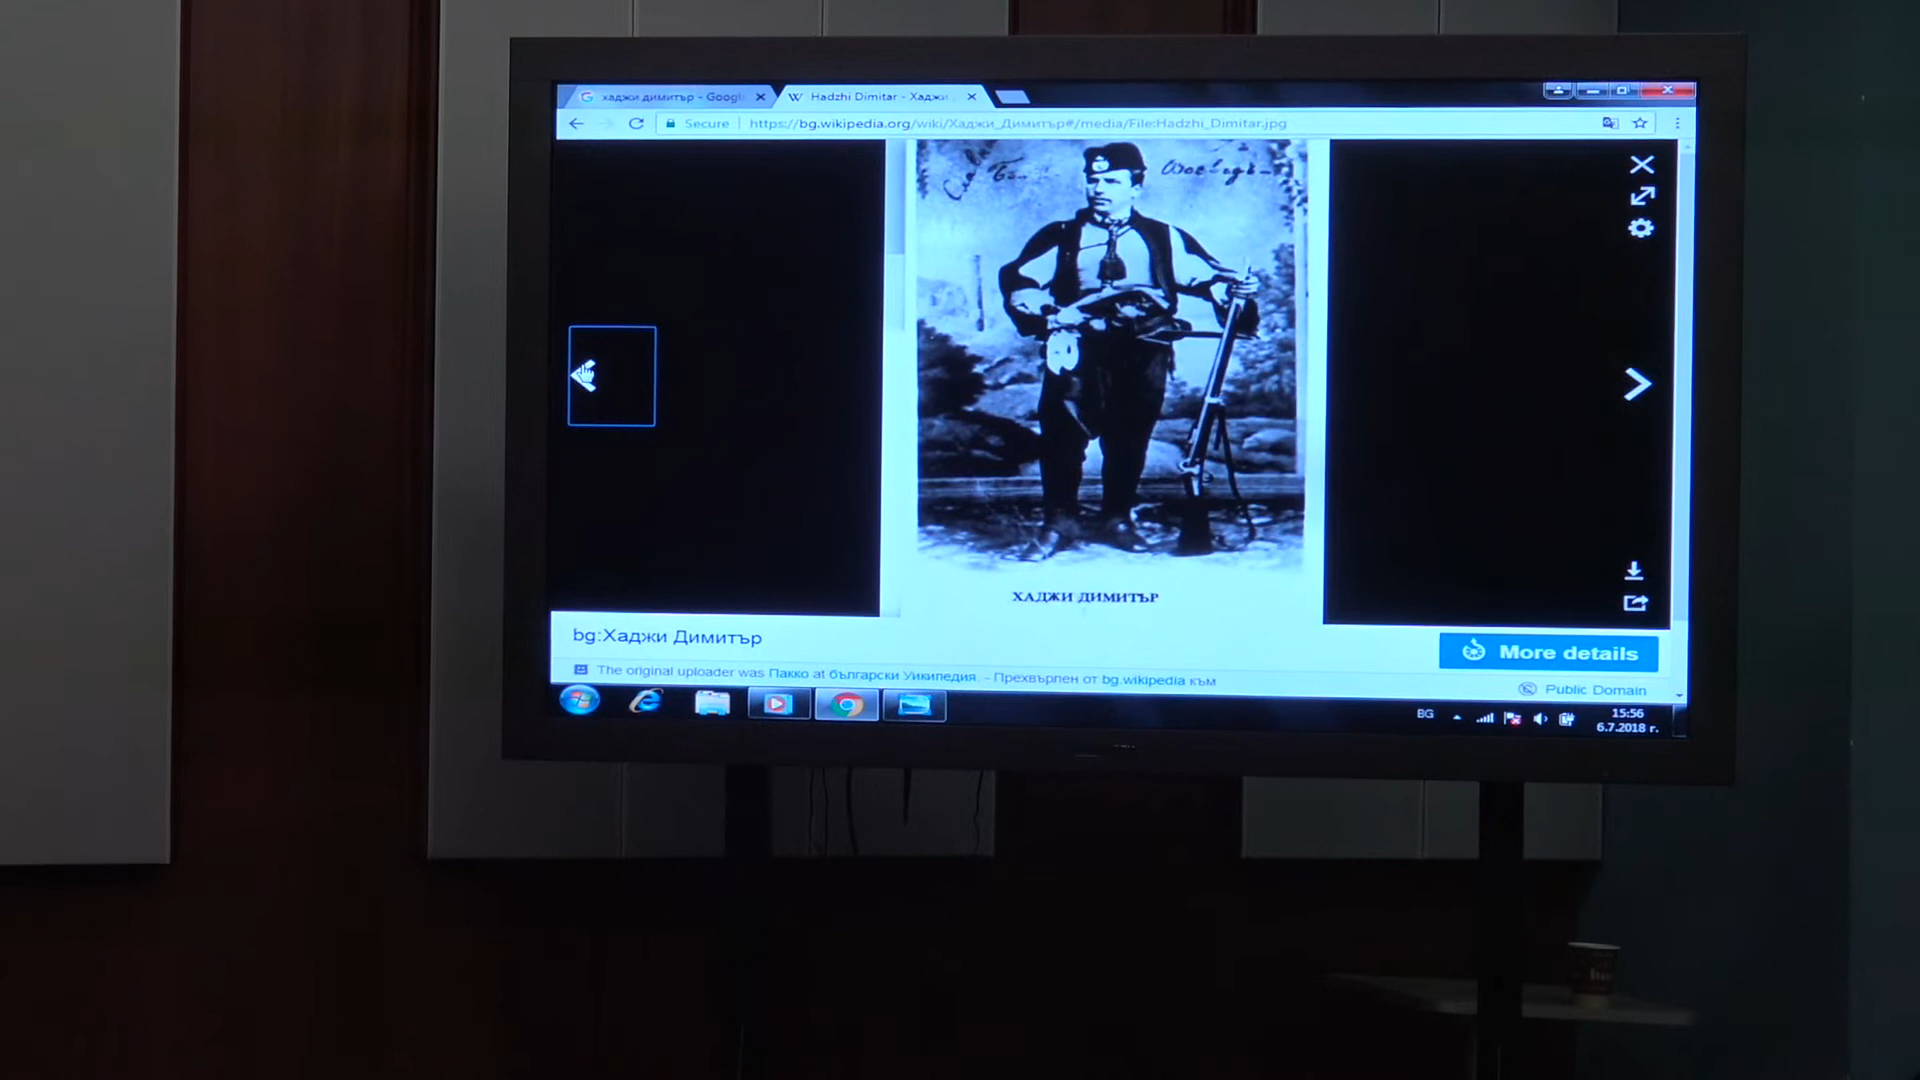 хаджи димитър - Googl
Hadzhi Dimitar - Хаджи
Secure
https://bg.wikipedia.org/wiki/Хаджи_Димитър#/media/File:Hadzhi_Dimitar.jpg
ХАДЖИ ДИМИТЪР
bg:Хаджи Димитър
More details
The original uploader was Пакко at български Уикипедия. - Прехвърлен от bg.wikipedia към
Public Domain
BG
15:56
6.7.2018 г.